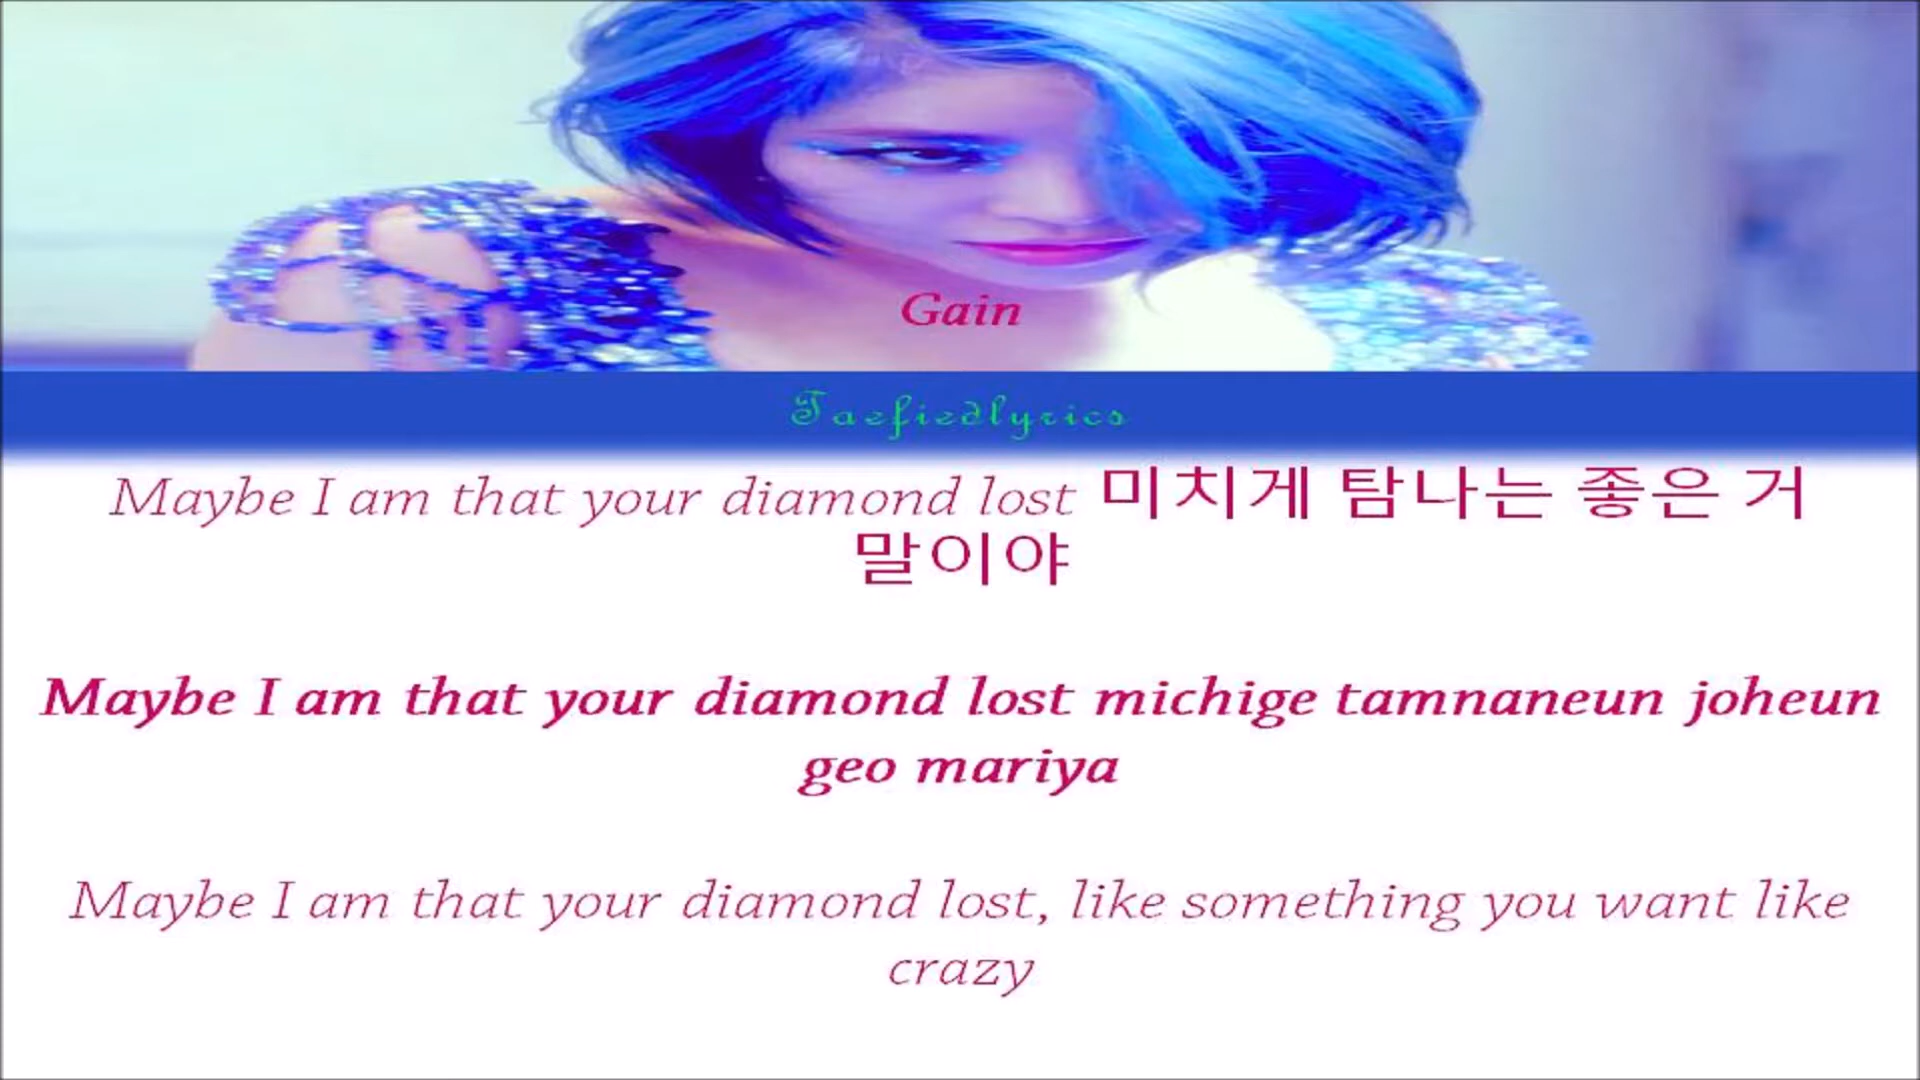 Gain
Taefiedlyrics
Maybe I am that your diamond lost 미치게 탐나는 좋은 거
말이야
Maybe I am that your diamond lost michige tamnaneun joheun
geo mariya
Maybe I am that your diamond lost, like something you want like
crazy